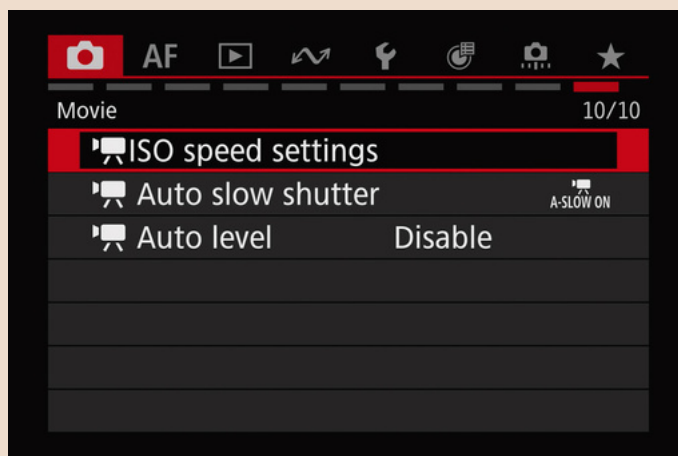 AF
Movie 10/10
ISO speed settings
Auto slow shutter A-SLOW ON
Auto level Disable